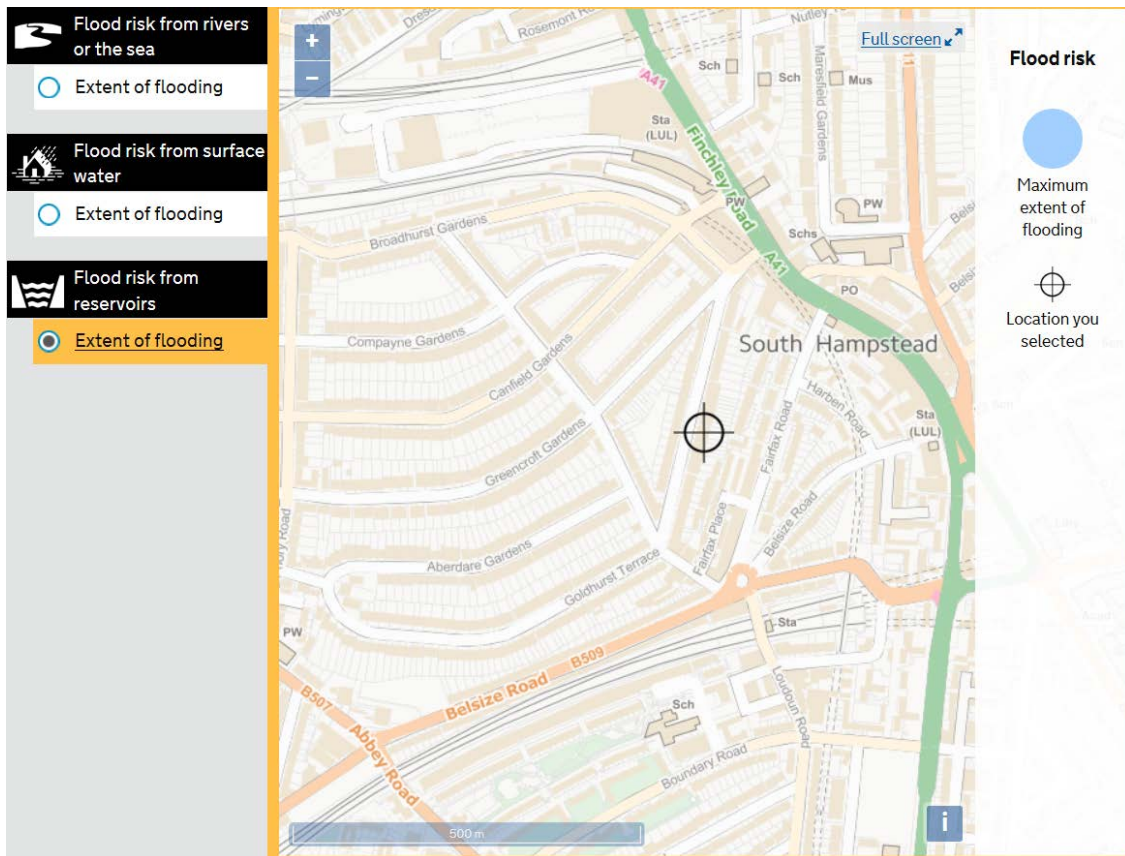 Flood risk from rivers
or the sea
Extent of flooding
Flood risk from surface
water
Extent of flooding
Flood risk from
reservoirs
Extent of flooding
+
−
Full screen
Rosemont Road
Nutley
Sch
Sch
Mus
A41
Maresfield Gardens
Sta
(LUL)
Finchley Road
PW
PW
Schs
Broadhurst Gardens
A41
PO
Compayne Gardens
South Hampstead
Canfield Gardens
Harben Road
Fairfax Road
Sta
(LUL)
Greencroft Gardens
Belsize Road
Fairfax Place
Aberdare Gardens
Goldhurst Terrace
PW
Sta
B509
Belsize Road
B507
Loudoun Road
Sch
Abbey Road
Boundary Road
500 m
i
Flood risk
Maximum
extent of
flooding
Location you
selected